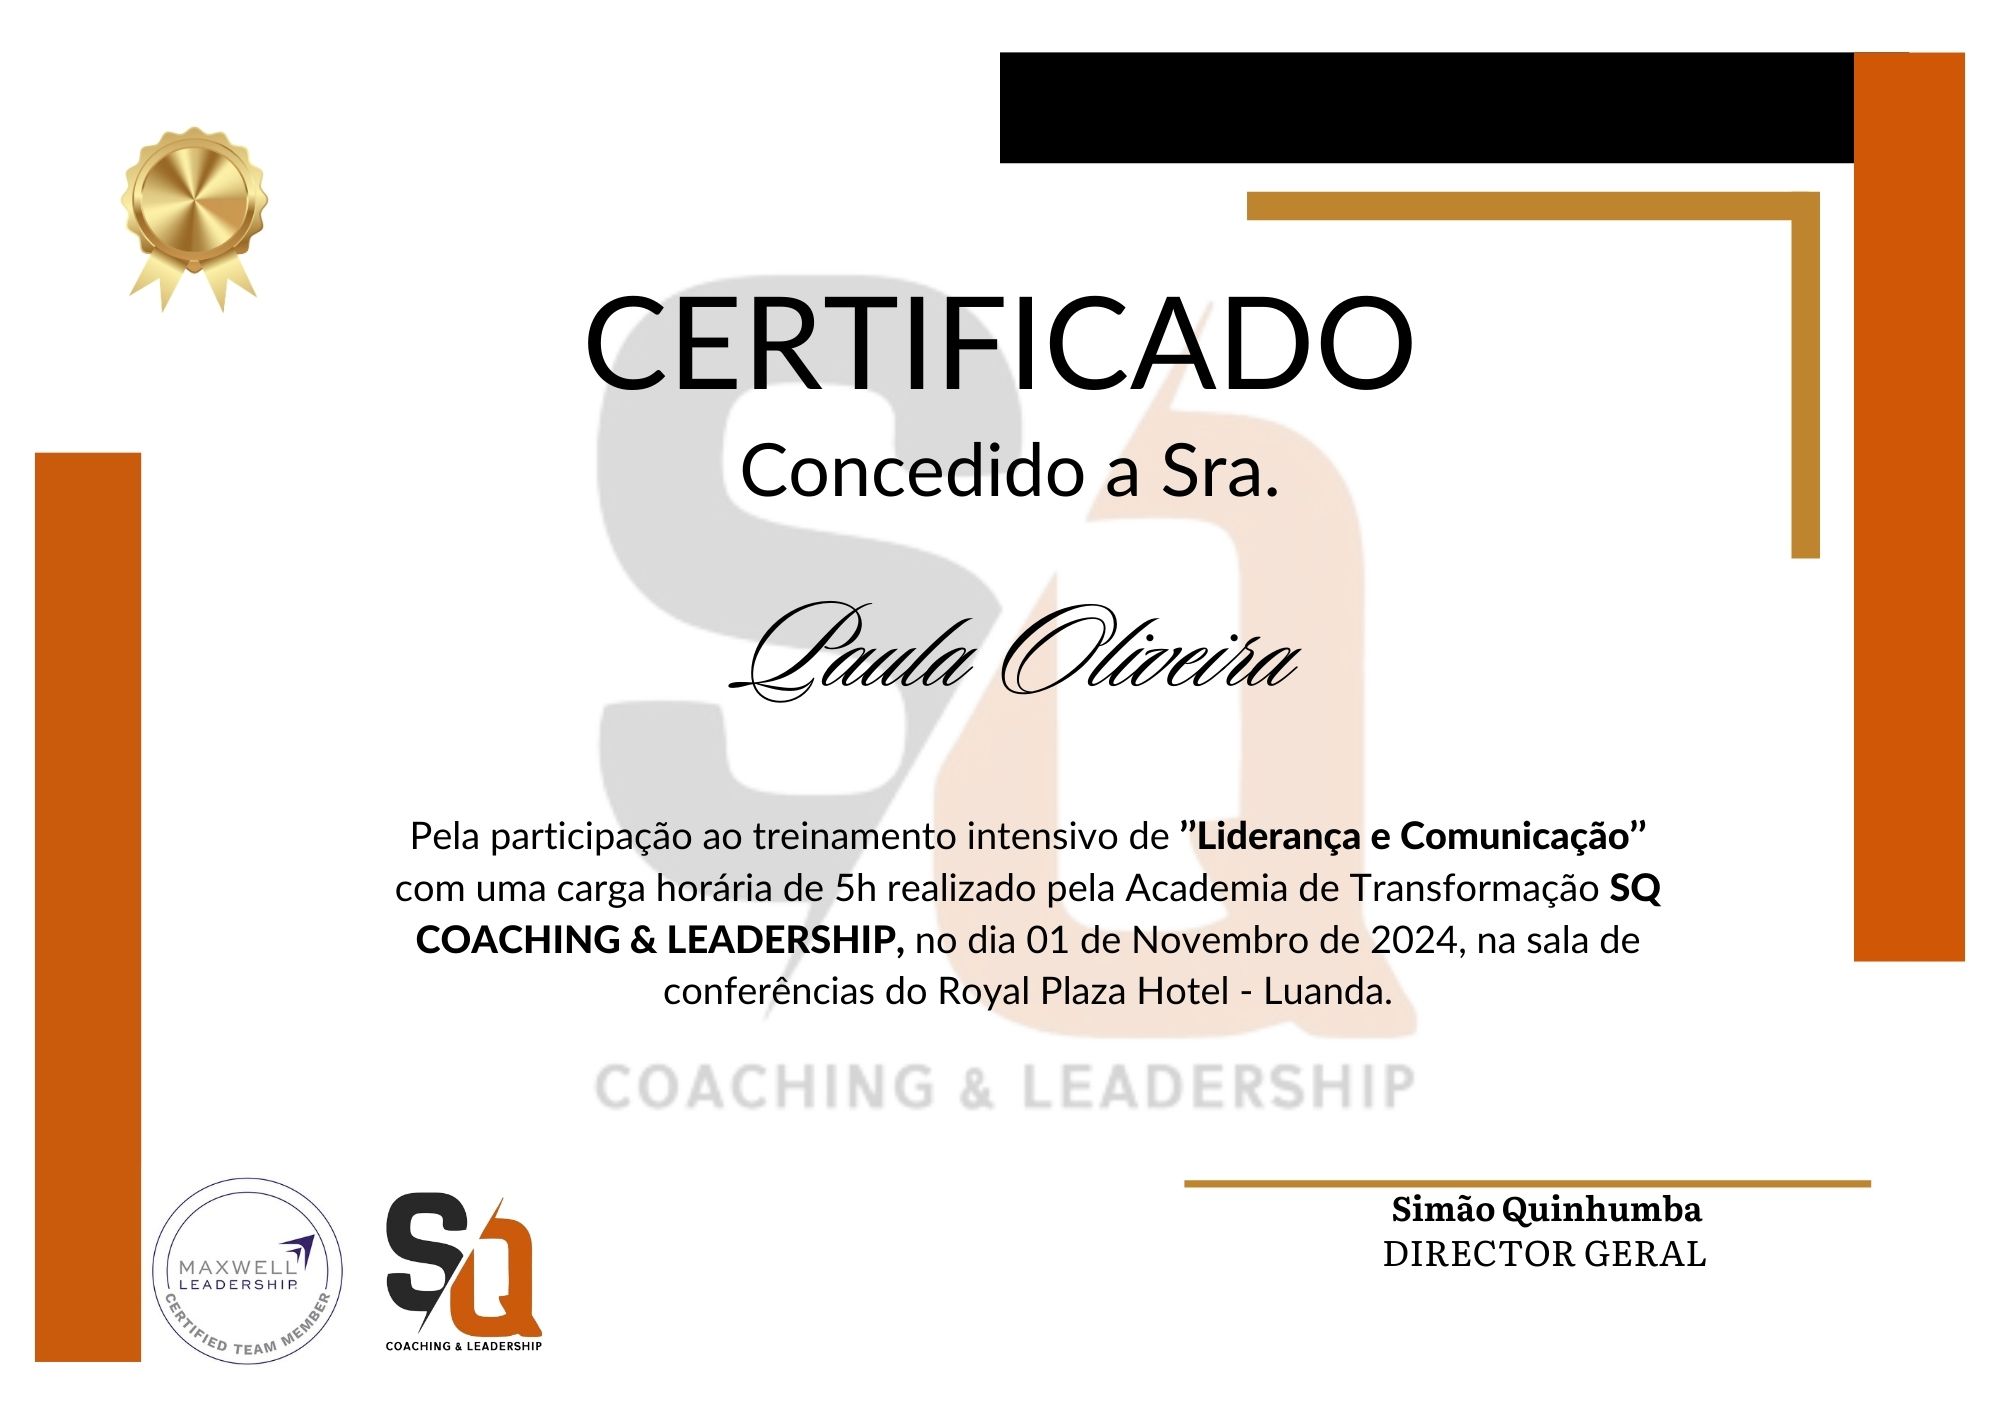 CERTIFICADO
Concedido a Sra.
Paula Oliveira
Pela participação ao treinamento intensivo de ’’Liderança e Comunicação’’
com uma carga horária de 5h realizado pela Academia de Transformação SQ
COACHING & LEADERSHIP, no dia 01 de Novembro de 2024, na sala de
conferências do Royal Plaza Hotel - Luanda.
SQ
COACHING & LEADERSHIP
Simão Quinhumba
DIRECTOR GERAL
MAXWELL
LEADERSHIP
CERTIFIED TEAM MEMBER
SQ
COACHING & LEADERSHIP